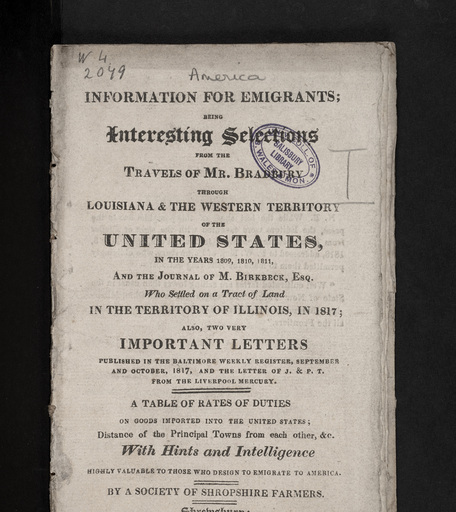 W 4
2049
America
INFORMATION FOR EMIGRANTS;
BEING
Interesting Selections
FROM THE
TRAVELS OF MR. BRADBURY
THROUGH
LOUISIANA & THE WESTERN TERRITORY
OF THE
UNITED STATES,
IN THE YEARS 1809, 1810, 1811,
AND THE JOURNAL OF M. BIRKBECK, ESQ.
Who Settled on a Tract of Land
IN THE TERRITORY OF ILLINOIS, IN 1817;
ALSO, TWO VERY
IMPORTANT LETTERS
PUBLISHED IN THE BALTIMORE WEEKLY REGISTER, SEPTEMBER
AND OCTOBER, 1817, AND THE LETTER OF J. & P. T.
FROM THE LIVERPOOL MERCURY.
A TABLE OF RATES OF DUTIES
ON GOODS IMPORTED INTO THE UNITED STATES;
Distance of the Principal Towns from each other, &c.
With Hints and Intelligence
HIGHLY VALUABLE TO THOSE WHO DESIGN TO EMIGRATE TO AMERICA.
BY A SOCIETY OF SHROPSHIRE FARMERS.
Shrewsbury:
SALISBURY
LIBRARY